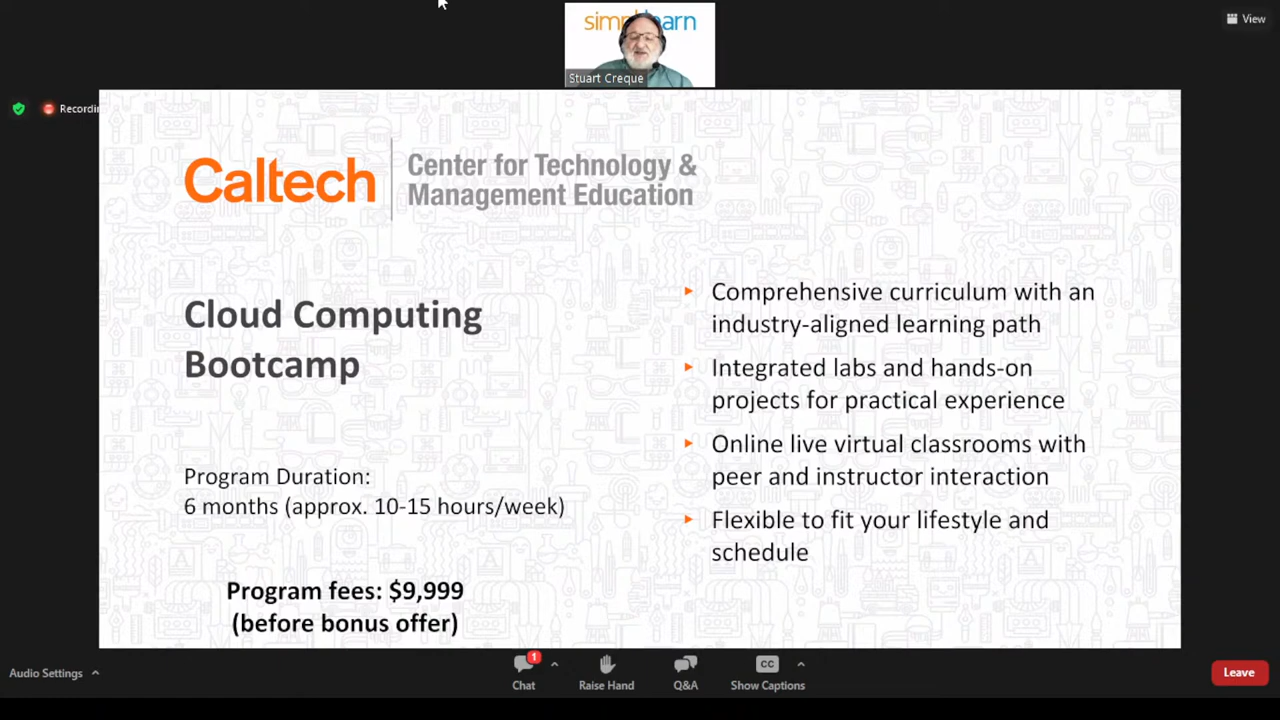 simplilearn
View
Stuart Creque
Recordin
Caltech
Center for Technology &
Management Education
Cloud Computing
Bootcamp
Program Duration:
6 months (approx. 10-15 hours/week)
Program fees: $9,999
(before bonus offer)
Comprehensive curriculum with an
industry-aligned learning path
Integrated labs and hands-on
projects for practical experience
Online live virtual classrooms with
peer and instructor interaction
Flexible to fit your lifestyle and
schedule
Audio Settings
1
Chat
Raise Hand
Q&A
CC
Show Captions
Leave